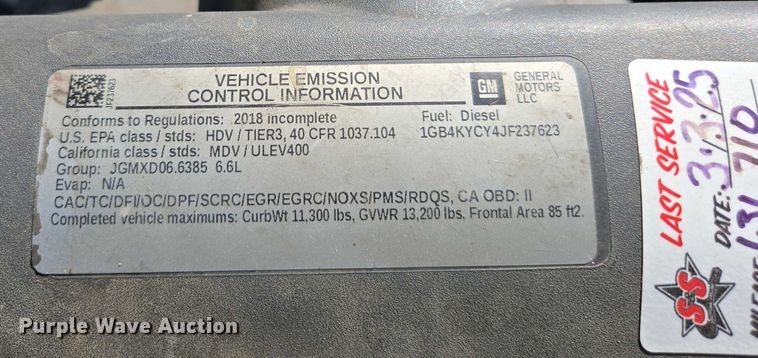 VEHICLE EMISSION
CONTROL INFORMATION
GM
GENERAL
MOTORS
LLC
JF237623
Conforms to Regulations: 2018 incomplete
Fuel: Diesel
U.S. EPA class / stds: HDV / TIER3, 40 CFR 1037.104
1GB4KYCY4JF237623
California class / stds: MDV / ULEV400
Group: JGMXD06.6385 6.6L
Evap: N/A
CAC/TC/DFI/OC/DPF/SCRC/EGR/EGRC/NOXS/PMS/RDQS, CA OBD: II
Completed vehicle maximums: CurbWt 11,300 lbs, GVWR 13,200 lbs, Frontal Area 85 ft2.
LAST SERVICE
DATE: 3-3-25
MILEAGE
S&S
Purple Wave Auction